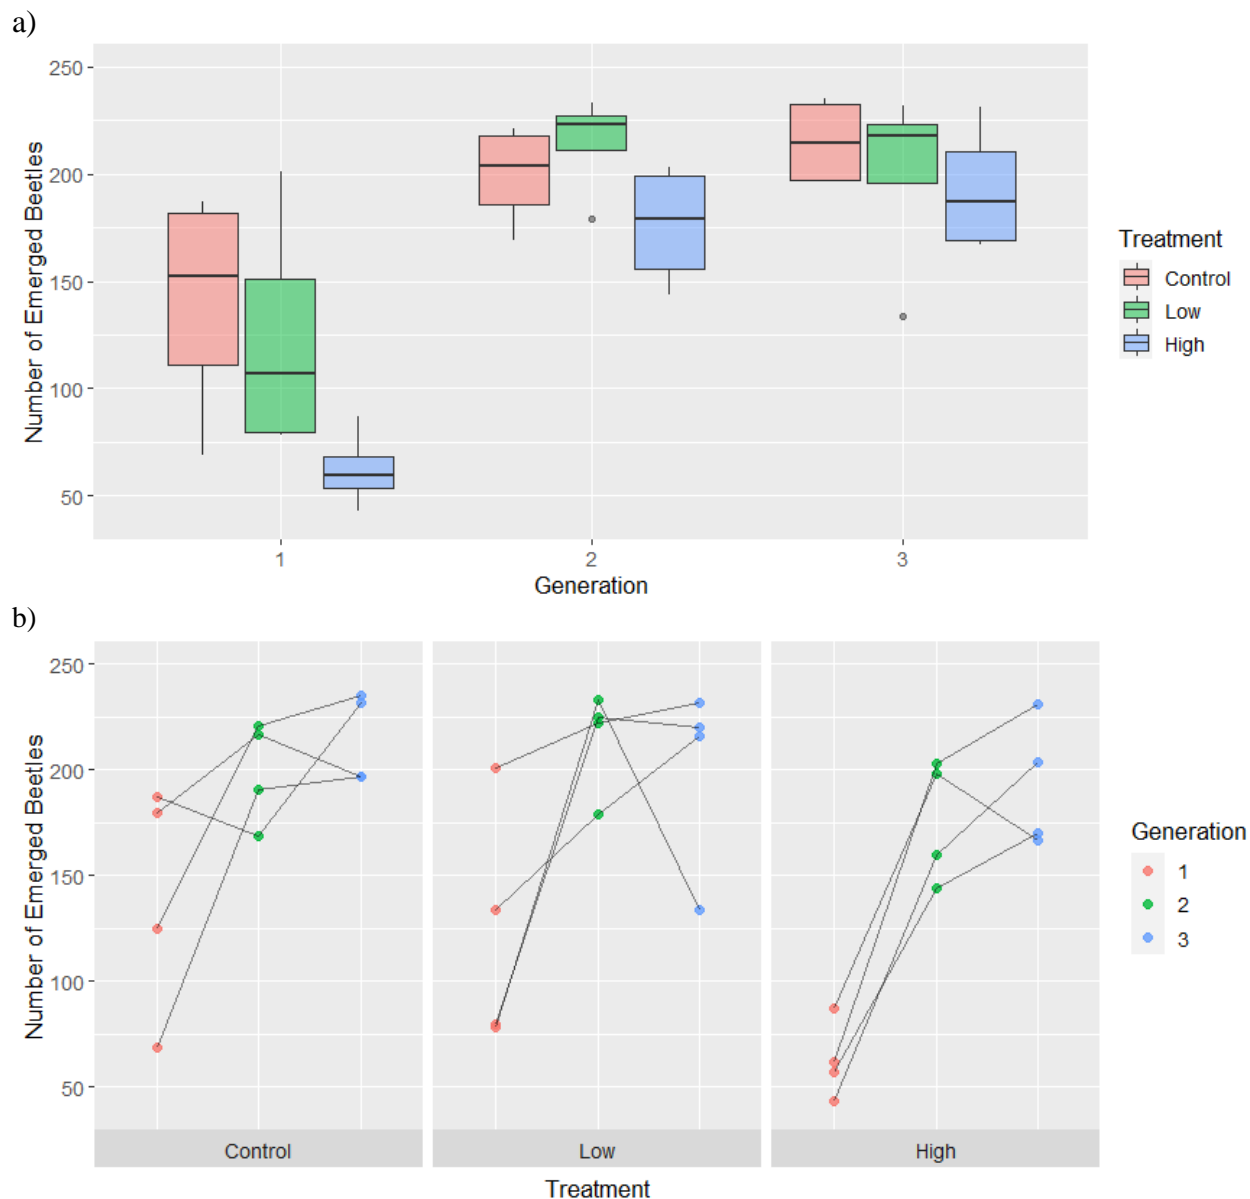 a)
Number of Emerged Beetles
250
200
150
100
50
1 2 3
Generation
Treatment
Control
Low
High
b)
Number of Emerged Beetles
250
200
150
100
50
Control Low High
Treatment
Generation
1
2
3